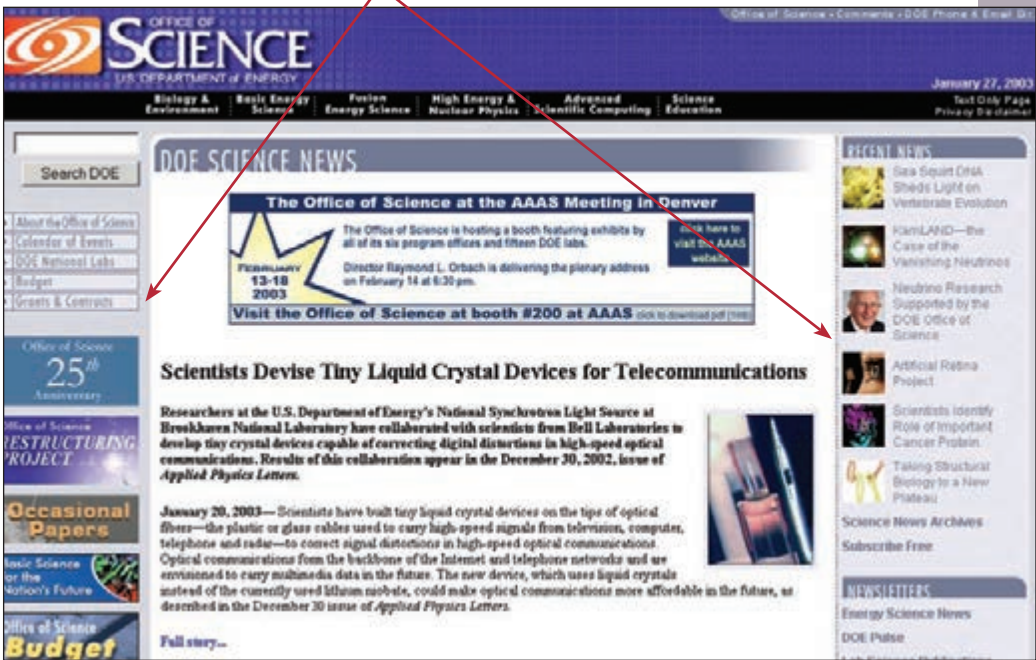 Office of Science • Comments • DOE Phone & Email
OFFICE OF
SCIENCE
U.S. DEPARTMENT of ENERGY
January 27, 2003
Biology & Environment
Basic Energy Science
Fusion Energy Science
High Energy & Nuclear Physics
Advanced Scientific Computing
Science Education
Text Only Page
Privacy Disclaimer
Search DOE
About the Office of Science
Calendar of Events
DOE National Labs
Budget
Grants & Contracts
Office of Science
25th
Anniversary
Office of Science
RESTRUCTURING
PROJECT
Occasional
Papers
Basic Science
for the
Nation's Future
Office of Science
Budget
DOE SCIENCE NEWS
The Office of Science at the AAAS Meeting in Denver
FEBRUARY
13-18
2003
The Office of Science is hosting a booth featuring exhibits by
all of its six program offices and fifteen DOE labs.
Director Raymond L. Orbach is delivering the plenary address
on February 14 at 6:30 pm.
click here to
visit the AAAS
website
Visit the Office of Science at booth #200 at AAAS click to download pdf
Scientists Devise Tiny Liquid Crystal Devices for Telecommunications
Researchers at the U.S. Department of Energy's National Synchrotron Light Source at
Brookhaven National Laboratory have collaborated with scientists from Bell Laboratories to
develop tiny crystal devices capable of correcting digital distortions in high-speed optical
communications. Results of this collaboration appear in the December 30, 2002, issue of
Applied Physics Letters.
January 20, 2003— Scientists have built tiny liquid crystal devices on the tips of optical
fibers—the plastic or glass cables used to carry high-speed signals from television, computer,
telephone and radar—to correct signal distortions in high-speed optical communications.
Optical communications from the backbone of the Internet and telephone networks and are
envisioned to carry multimedia data in the future. The new device, which uses liquid crystals
instead of the currently used lithium niobate, could make optical communications more affordable in the future, as
described in the December 30 issue of Applied Physics Letters.
Full story...
RECENT NEWS
Sea Squirt DNA
Sheds Light on
Vertebrate Evolution
KamLAND—the
Case of the
Vanishing Neutrinos
Neutrino Research
Supported by the
DOE Office of
Science
Artificial Retina
Project
Scientists Identify
Role of Important
Cancer Protein
Taking Structural
Biology to a New
Plateau
Science News Archives
Subscribe Free
NEWSLETTERS
Energy Science News
DOE Pulse